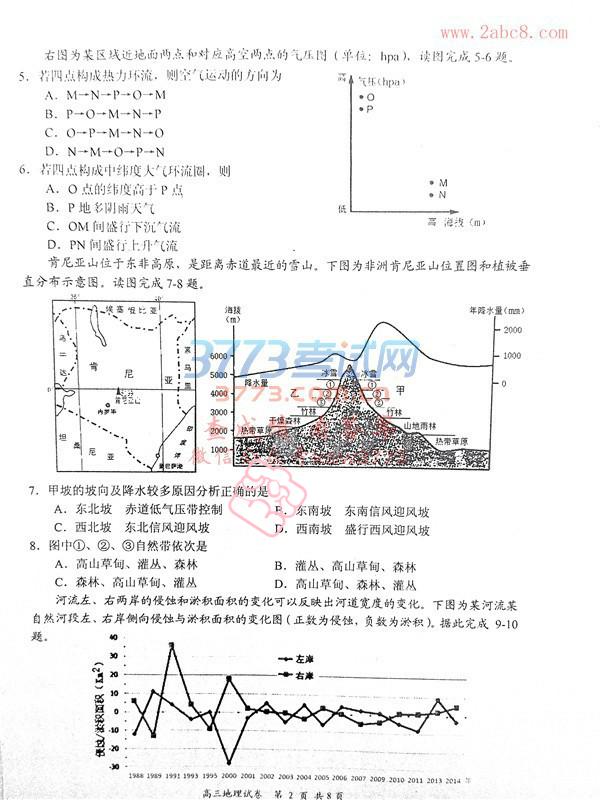 www.2abc8.com
右图为某区域近地面两点和对应高空两点的气压图（单位：hpa），读图完成5-6题。
5．若四点构成热力环流，则空气运动的方向为
A．M→N→P→O→M
B．P→O→M→N→P
C．O→P→M→N→O
D．N→M→O→P→N
6．若四点构成中纬度大气环流圈，则
A．O点的纬度高于P点
B．P地多阴雨天气
C．OM间盛行下沉气流
D．PN间盛行上升气流
高
气压(hpa)
O
P
M
N
低
高 海拔(m)
肯尼亚山位于东非高原，是距离赤道最近的雪山。下图为非洲肯尼亚山位置图和植被垂
直分布示意图。读图完成7-8题。
埃塞俄比亚
乌干达
肯尼亚
索马里
0
肯尼亚山
内罗毕
坦桑尼亚
印度洋
蒙巴萨港
海拔
(m)
年降水量(mm)
6000
5000
4000
3000
2000
1000
2000
1000
0
降水量
冰雪
冰雪
乙
甲
①
②
③
①
②
③
竹林
竹林
干燥森林
山地雨林
热带草原
热带草原
3773考试网
3773.com.cn
7．甲坡的坡向及降水较多原因分析正确的是
A．东北坡 赤道低气压带控制
B．东南坡 东南信风迎风坡
C．西北坡 东北信风迎风坡
D．西南坡 盛行西风迎风坡
8．图中①、②、③自然带依次是
A．高山草甸、灌丛、森林
B．灌丛、高山草甸、森林
C．森林、高山草甸、灌丛
D．高山草甸、森林、灌丛
河流左、右两岸的侵蚀和淤积面积的变化可以反映出河道宽度的变化。下图为某河流某
自然河段左、右岸侧向侵蚀与淤积面积的变化图（正数为侵蚀，负数为淤积）。据此完成 9-10
题。
侵蚀/淤积面积（Km²）
40
30
20
10
0
-10
-20
-30
左岸
右岸
1988 1989 1991 1993 1994 1995 2000 2002 2004 2005 2006 2007 2008 2009 2010 2011 2012 2013 2014 年
高三地理试卷 第 2 页 共 8 页